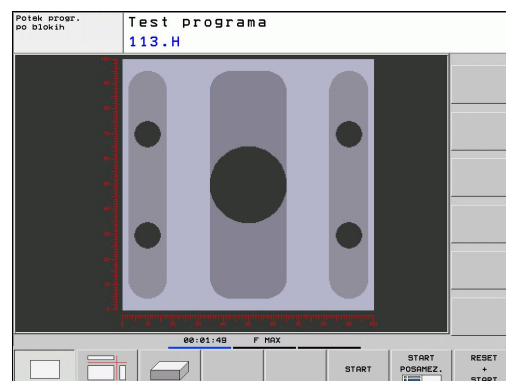 Potek progr.
po blokih
Test programa
113.H
00:01:49 F MAX
START
START
POSAMEZ.
RESET
+
START